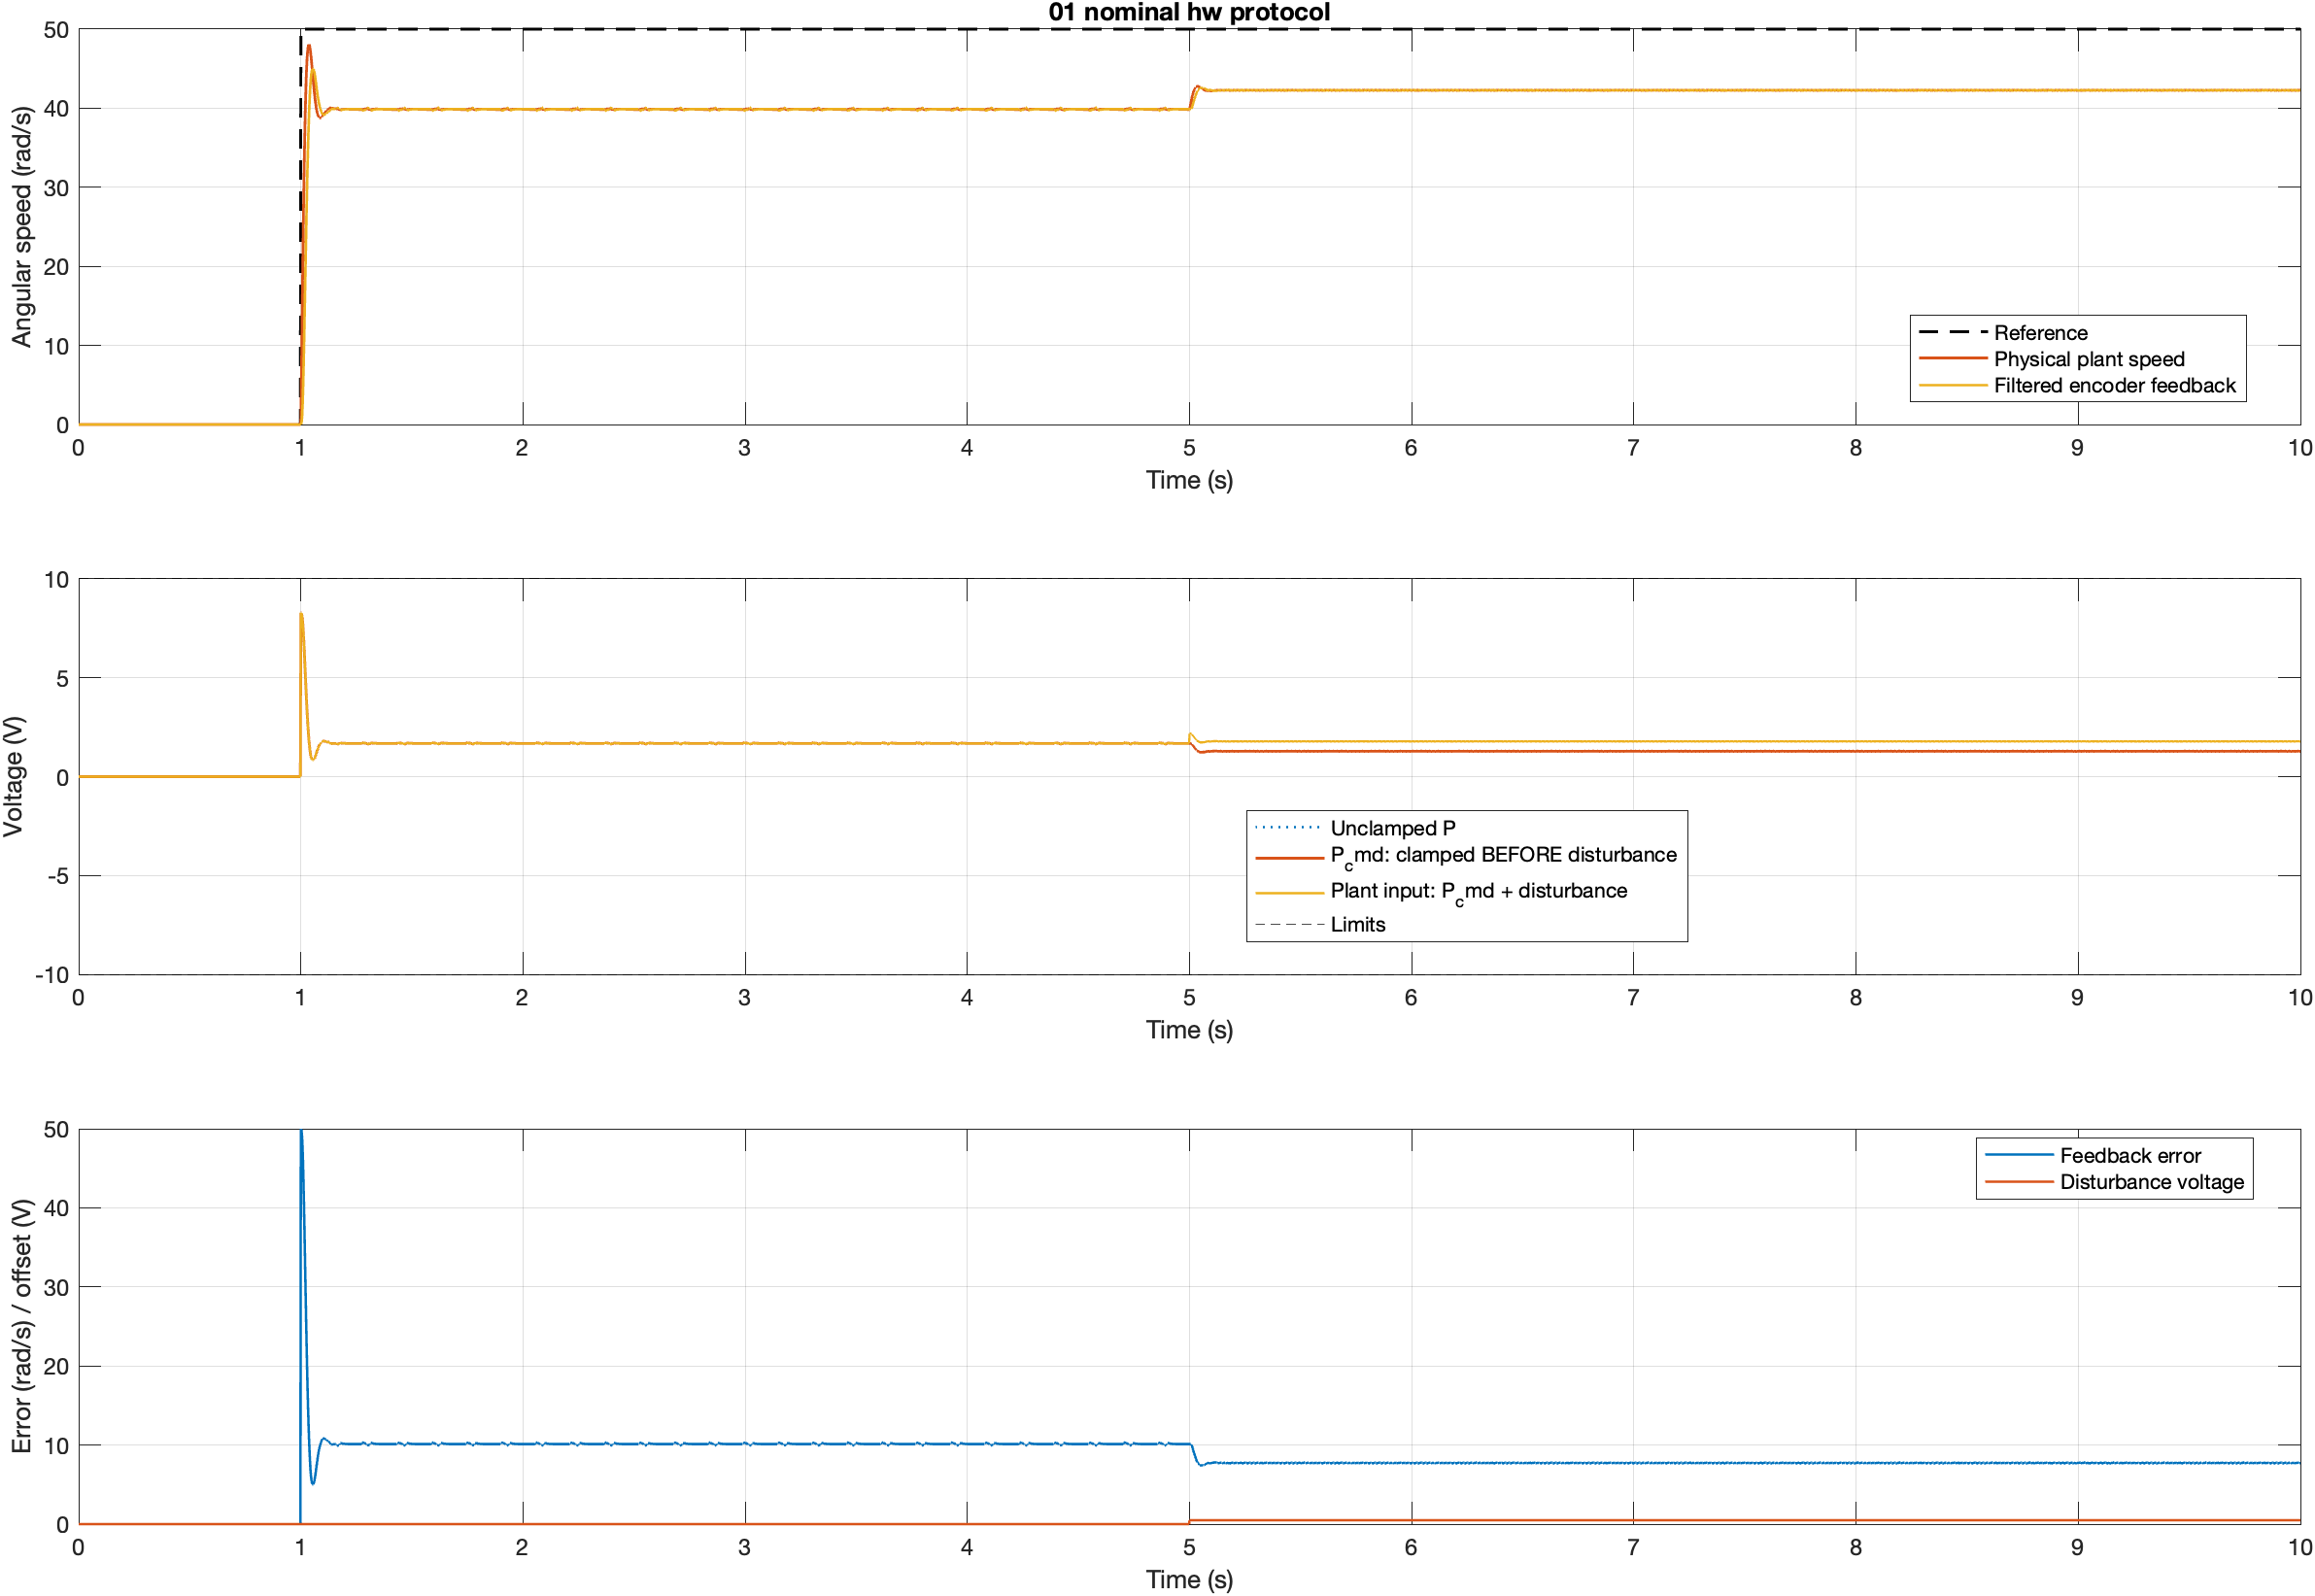 01 nominal hw protocol
50
40
30
20
10
0
Angular speed (rad/s)
0 1 2 3 4 5 6 7 8 9 10
Time (s)
Reference
Physical plant speed
Filtered encoder feedback
10
5
0
-5
-10
Voltage (V)
0 1 2 3 4 5 6 7 8 9 10
Time (s)
Unclamped P
P_cmd: clamped BEFORE disturbance
Plant input: P_cmd + disturbance
Limits
50
40
30
20
10
0
Error (rad/s) / offset (V)
0 1 2 3 4 5 6 7 8 9 10
Time (s)
Feedback error
Disturbance voltage